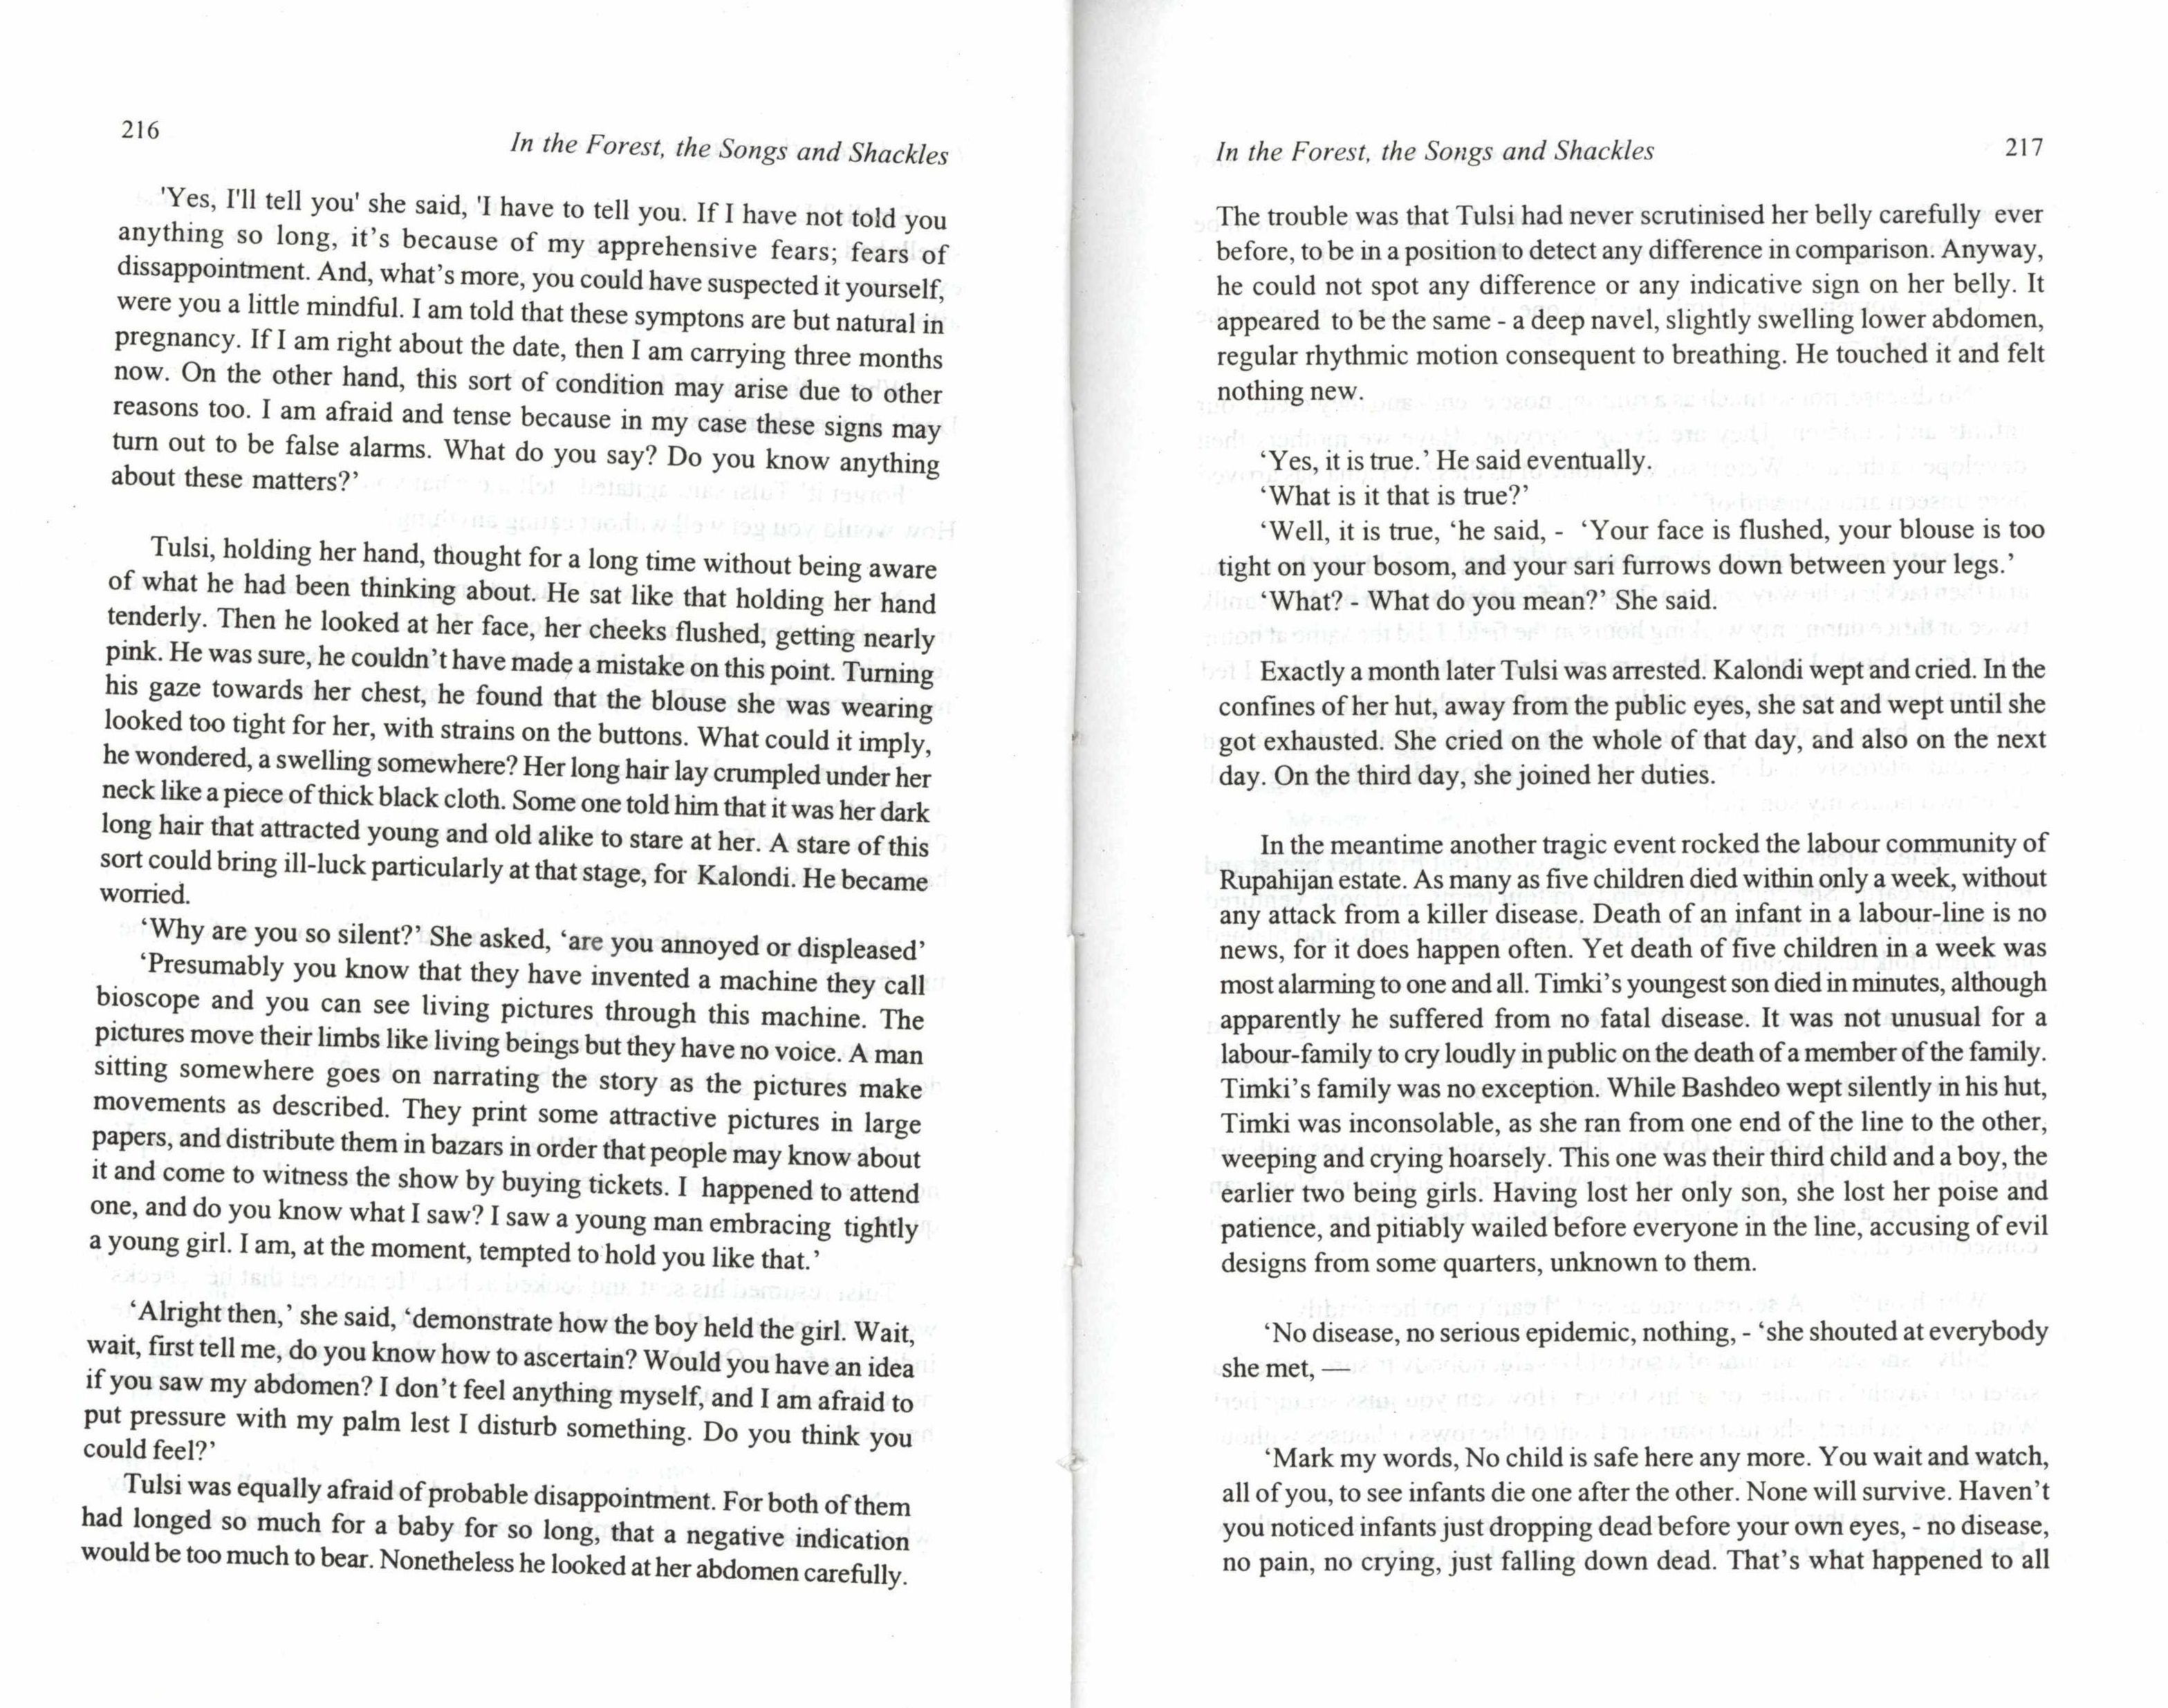 216
In the Forest, the Songs and Shackles
'Yes, I'll tell you' she said, 'I have to tell you. If I have not told you
anything so long, it's because of my apprehensive fears; fears of
dissappointment. And, what's more, you could have suspected it yourself,
were you a little mindful. I am told that these symptons are but natural in
pregnancy. If I am right about the date, then I am carrying three months
now. On the other hand, this sort of condition may arise due to other
reasons too. I am afraid and tense because in my case these signs may
turn out to be false alarms. What do you say? Do you know anything
about these matters?'
Tulsi, holding her hand, thought for a long time without being aware
of what he had been thinking about. He sat like that holding her hand
tenderly. Then he looked at her face, her cheeks flushed, getting nearly
pink. He was sure, he couldn't have made a mistake on this point. Turning
his gaze towards her chest, he found that the blouse she was wearing
looked too tight for her, with strains on the buttons. What could it imply,
he wondered, a swelling somewhere? Her long hair lay crumpled under her
neck like a piece of thick black cloth. Some one told him that it was her dark
long hair that attracted young and old alike to stare at her. A stare of this
sort could bring ill-luck particularly at that stage, for Kalondi. He became
worried.
'Why are you so silent?' She asked, 'are you annoyed or displeased'
'Presumably you know that they have invented a machine they call
bioscope and you can see living pictures through this machine. The
pictures move their limbs like living beings but they have no voice. A man
sitting somewhere goes on narrating the story as the pictures make
movements as described. They print some attractive pictures in large
papers, and distribute them in bazars in order that people may know about
it and come to witness the show by buying tickets. I happened to attend
one, and do you know what I saw? I saw a young man embracing tightly
a young girl. I am, at the moment, tempted to hold you like that.'
'Alright then,' she said, 'demonstrate how the boy held the girl. Wait,
wait, first tell me, do you know how to ascertain? Would you have an idea
if you saw my abdomen? I don't feel anything myself, and I am afraid to
put pressure with my palm lest I disturb something. Do you think you
could feel?'
Tulsi was equally afraid of probable disappointment. For both of them
had longed so much for a baby for so long, that a negative indication
would be too much to bear. Nonetheless he looked at her abdomen carefully.
In the Forest, the Songs and Shackles
217
The trouble was that Tulsi had never scrutinised her belly carefully ever
before, to be in a position to detect any difference in comparison. Anyway,
he could not spot any difference or any indicative sign on her belly. It
appeared to be the same - a deep navel, slightly swelling lower abdomen,
regular rhythmic motion consequent to breathing. He touched it and felt
nothing new.
'Yes, it is true.' He said eventually.
'What is it that is true?'
'Well, it is true, 'he said, - 'Your face is flushed, your blouse is too
tight on your bosom, and your sari furrows down between your legs.'
'What? - What do you mean?' She said.
Exactly a month later Tulsi was arrested. Kalondi wept and cried. In the
confines of her hut, away from the public eyes, she sat and wept until she
got exhausted. She cried on the whole of that day, and also on the next
day. On the third day, she joined her duties.
In the meantime another tragic event rocked the labour community of
Rupahijan estate. As many as five children died within only a week, without
any attack from a killer disease. Death of an infant in a labour-line is no
news, for it does happen often. Yet death of five children in a week was
most alarming to one and all. Timki's youngest son died in minutes, although
apparently he suffered from no fatal disease. It was not unusual for a
labour-family to cry loudly in public on the death of a member of the family.
Timki's family was no exception. While Bashdeo wept silently in his hut,
Timki was inconsolable, as she ran from one end of the line to the other,
weeping and crying hoarsely. This one was their third child and a boy, the
earlier two being girls. Having lost her only son, she lost her poise and
patience, and pitiably wailed before everyone in the line, accusing of evil
designs from some quarters, unknown to them.
'No disease, no serious epidemic, nothing, - 'she shouted at everybody
she met, —
'Mark my words, No child is safe here any more. You wait and watch,
all of you, to see infants die one after the other. None will survive. Haven't
you noticed infants just dropping dead before your own eyes, - no disease,
no pain, no crying, just falling down dead. That's what happened to all